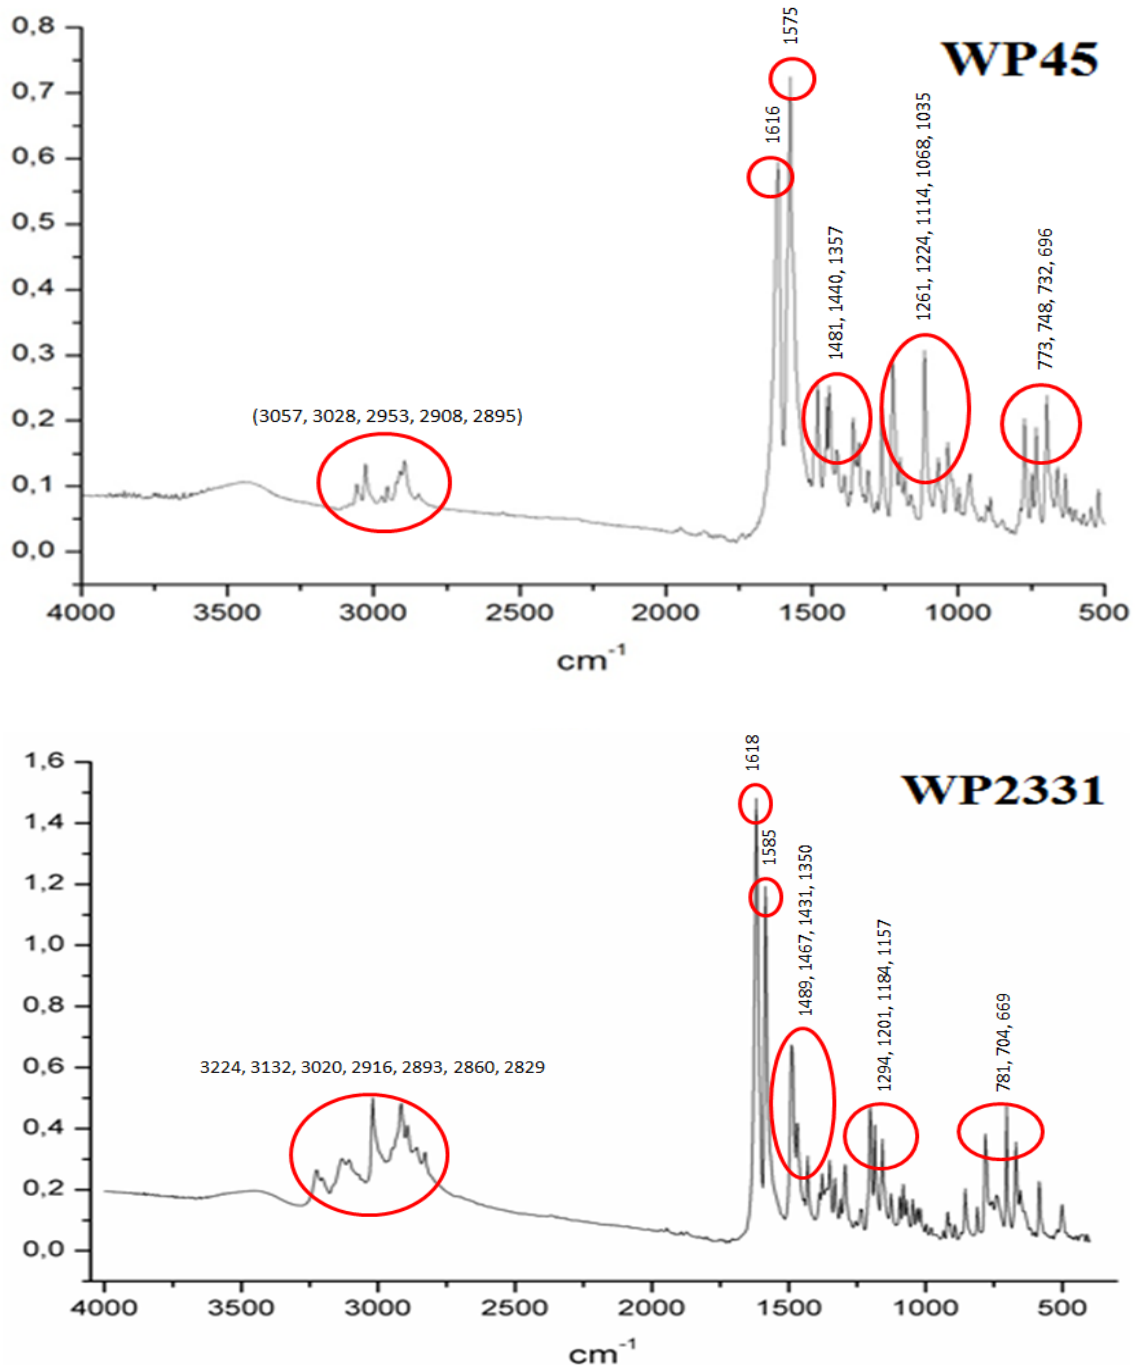 WP45
1575
1616
1481, 1440, 1357
1261, 1224, 1114, 1068, 1035
773, 748, 732, 696
(3057, 3028, 2953, 2908, 2895)
0,8
0,7
0,6
0,5
0,4
0,3
0,2
0,1
0,0
4000 3500 3000 2500 2000 1500 1000 500
cm-1
WP2331
1618
1585
1489, 1467, 1431, 1350
1294, 1201, 1184, 1157
781, 704, 669
3224, 3132, 3020, 2916, 2893, 2860, 2829
1,6
1,4
1,2
1,0
0,8
0,6
0,4
0,2
0,0
4000 3500 3000 2500 2000 1500 1000 500
cm-1